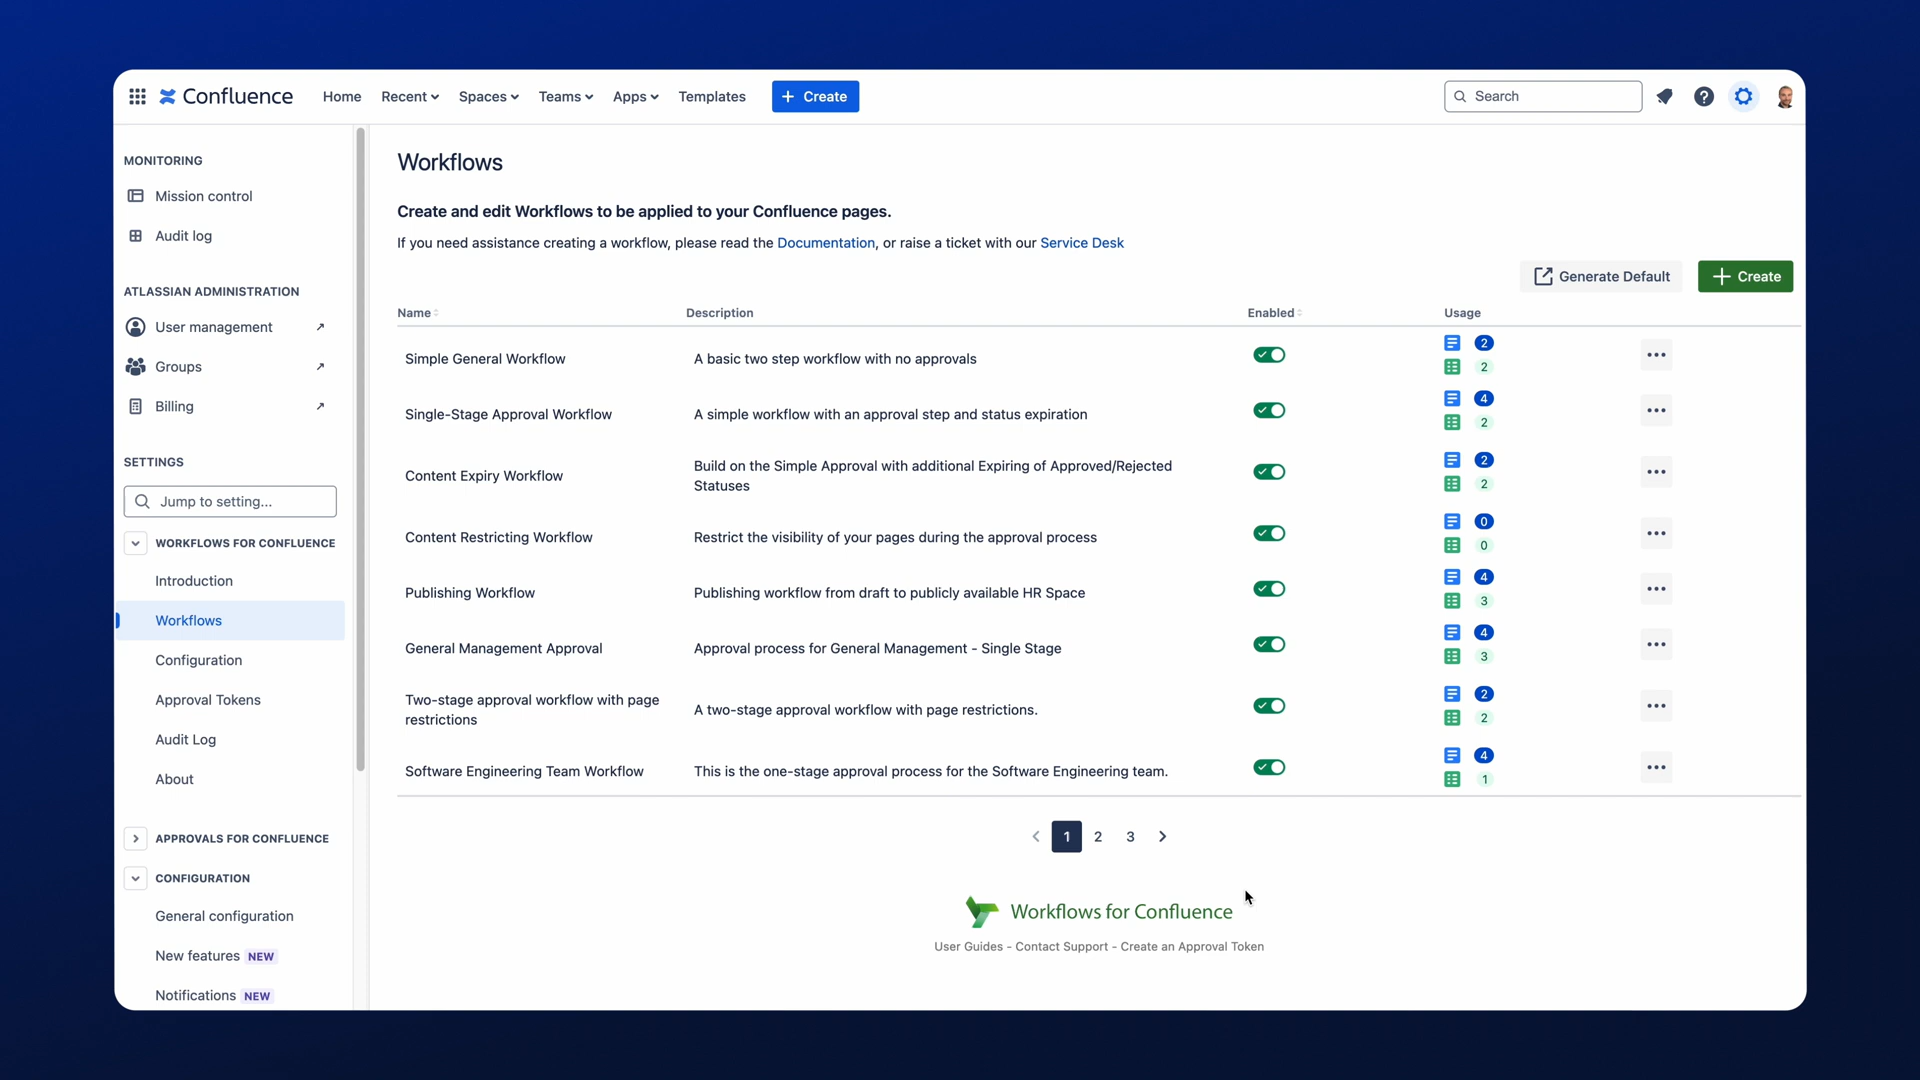 Confluence
Home
Recent
Spaces
Teams
Apps
Templates
+ Create
Search
MONITORING
Mission control
Audit log
ATLASSIAN ADMINISTRATION
User management
Groups
Billing
SETTINGS
Jump to setting...
WORKFLOWS FOR CONFLUENCE
Introduction
Workflows
Configuration
Approval Tokens
Audit Log
About
APPROVALS FOR CONFLUENCE
CONFIGURATION
General configuration
New features NEW
Notifications NEW
Workflows
Create and edit Workflows to be applied to your Confluence pages.
If you need assistance creating a workflow, please read the Documentation, or raise a ticket with our Service Desk
Generate Default
+ Create
Name
Description
Enabled
Usage
Simple General Workflow
A basic two step workflow with no approvals
2
2
Single-Stage Approval Workflow
A simple workflow with an approval step and status expiration
4
2
Content Expiry Workflow
Build on the Simple Approval with additional Expiring of Approved/Rejected
Statuses
2
2
Content Restricting Workflow
Restrict the visibility of your pages during the approval process
0
0
Publishing Workflow
Publishing workflow from draft to publicly available HR Space
4
3
General Management Approval
Approval process for General Management - Single Stage
4
3
Two-stage approval workflow with page
restrictions
A two-stage approval workflow with page restrictions.
2
2
Software Engineering Team Workflow
This is the one-stage approval process for the Software Engineering team.
4
1
1
2
3
Workflows for Confluence
User Guides - Contact Support - Create an Approval Token